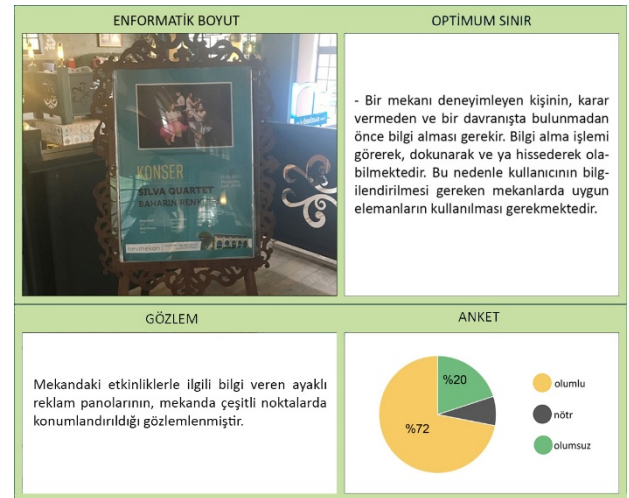 ENFORMATİK BOYUT
KONSER
SILVA QUARTET
BAHARIN
OPTİMUM SINIR
- Bir mekanı deneyimleyen kişinin, karar
vermeden ve bir davranışta bulunmadan
önce bilgi alması gerekir. Bilgi alma işlemi
görerek, dokunarak ve ya hissederek ola-
bilmektedir. Bu nedenle kullanıcının bilg-
ilendirilmesi gereken mekanlarda uygun
elemanların kullanılması gerekmektedir.
GÖZLEM
Mekandaki etkinliklerle ilgili bilgi veren ayaklı
reklam panolarının, mekanda çeşitli noktalarda
konumlandırıldığı gözlemlenmiştir.
ANKET
%20
%72
olumlu
nötr
olumsuz